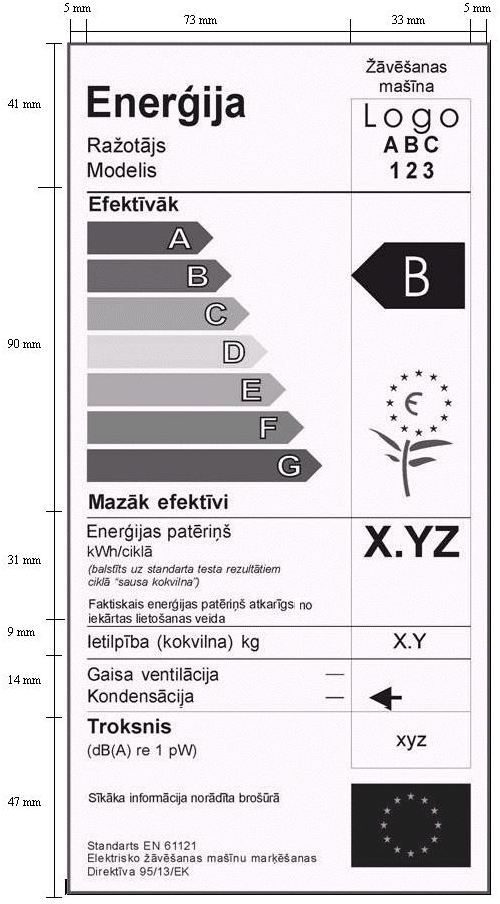 5 mm
73 mm
33 mm
5 mm
41 mm
90 mm
31 mm
9 mm
14 mm
47 mm
Žāvēšanas
mašīna
Enerģija
Logo
Ražotājs
ABC
Modelis
123
Efektīvāk
A
B
B
C
D
E
F
G
Mazāk efektīvi
Enerģijas patēriņš
X.YZ
kWh/ciklā
(balstīts uz standarta testa rezultātiem
ciklā “sausa kokvilna”)
Faktiskais enerģijas patēriņš atkarīgs no
iekārtas lietošanas veida
Ietilpība (kokvilna) kg
X.Y
Gaisa ventilācija —
Kondensācija —
Troksnis
(dB(A) re 1 pW)
xyz
Sīkāka informācija norādīta brošūrā
Standarts EN 61121
Elektrisko žāvēšanas mašīnu marķēšanas
Direktīva 95/13/EK